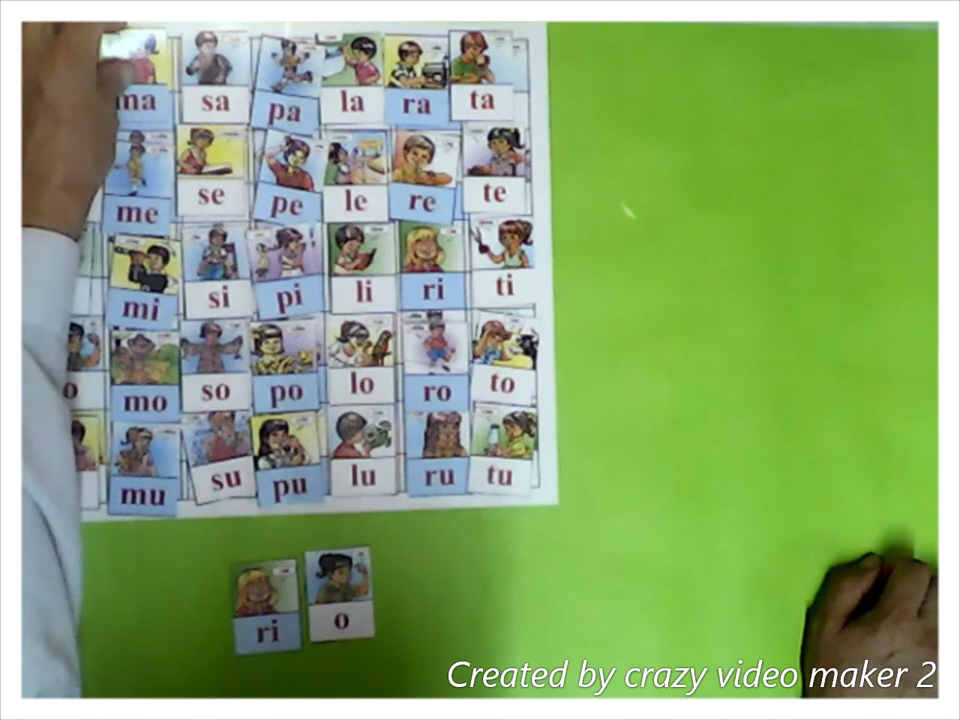 ma sa pa la ra ta
me se pe le re te
mi si pi li ri ti
o mo so po lo ro to
mu su pu lu ru tu
ri o
Created by crazy video maker 2